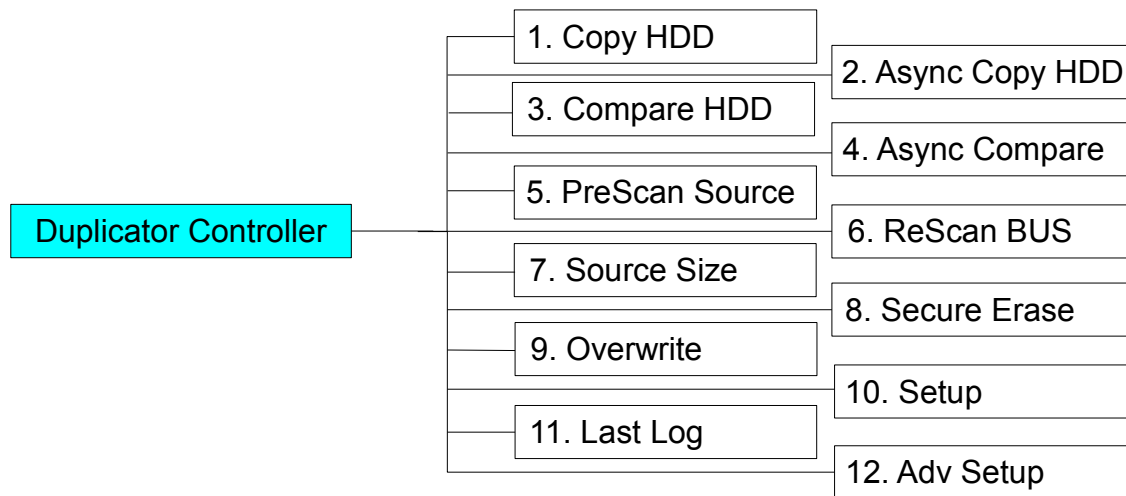 1. Copy HDD
2. Async Copy HDD
3. Compare HDD
4. Async Compare
5. PreScan Source
Duplicator Controller
6. ReScan BUS
7. Source Size
8. Secure Erase
9. Overwrite
10. Setup
11. Last Log
12. Adv Setup